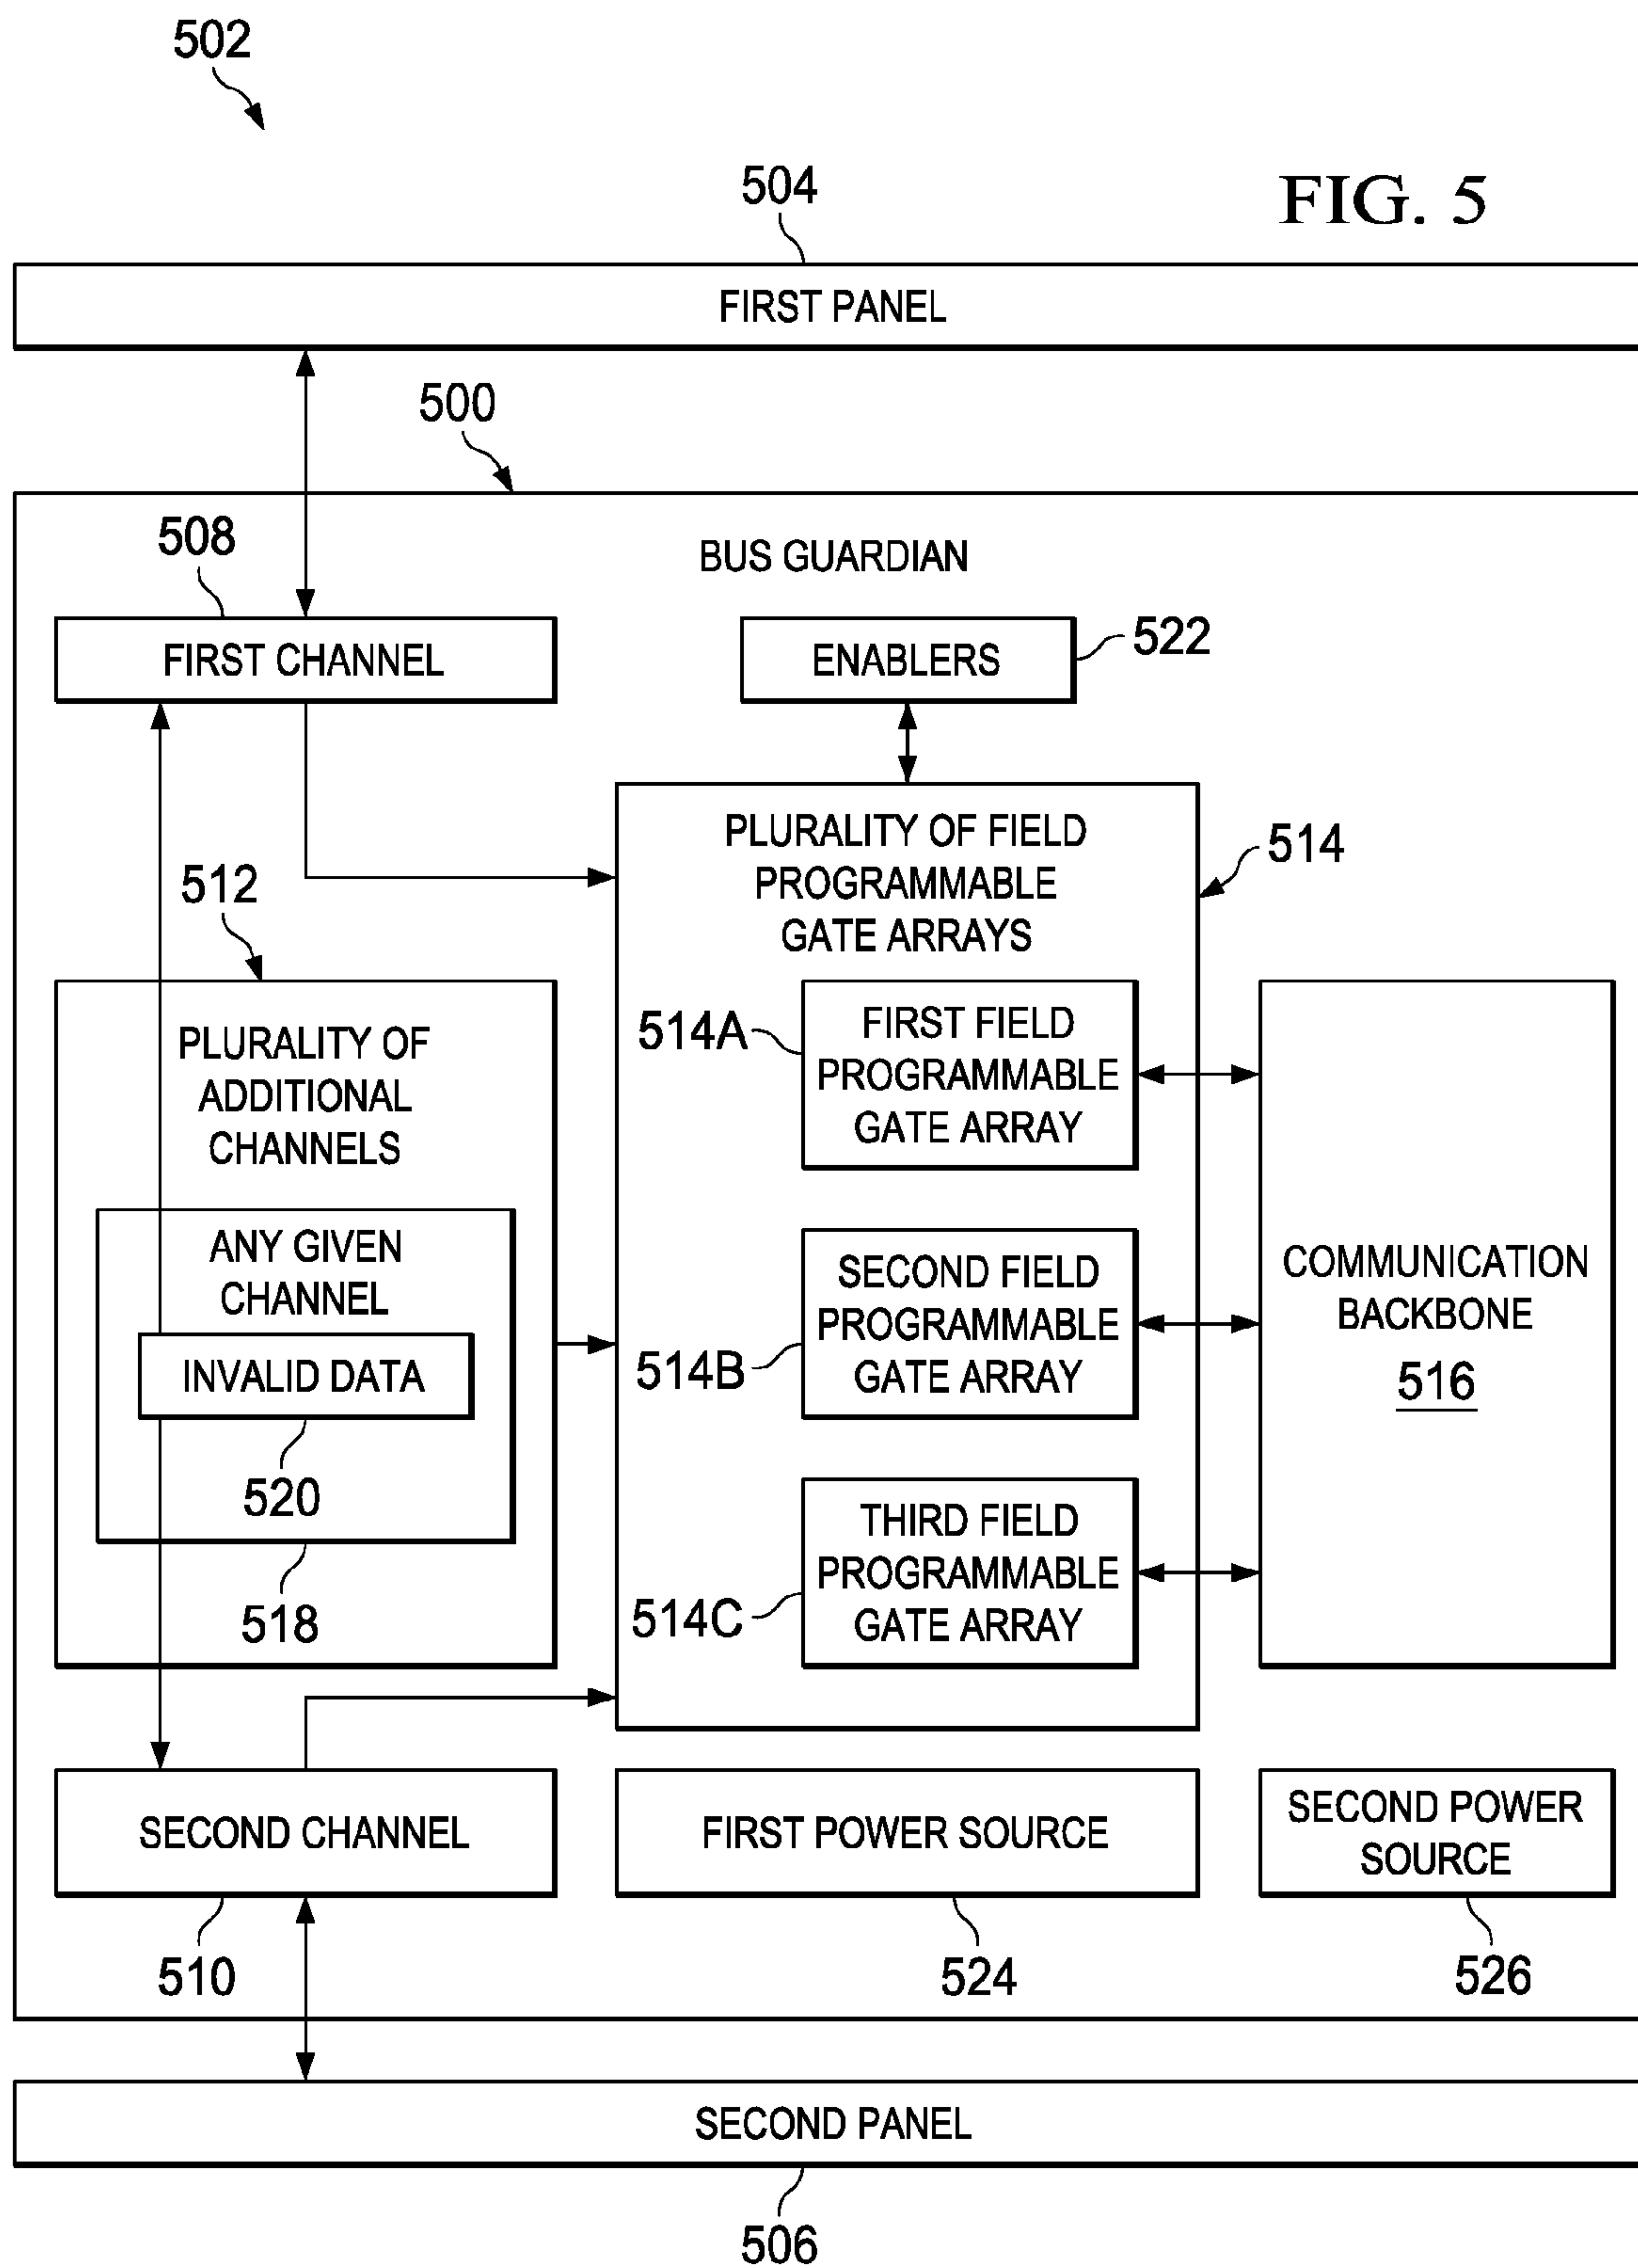 502
504
FIG. 5
FIRST PANEL
500
508
BUS GUARDIAN
FIRST CHANNEL
ENABLERS
522
PLURALITY OF FIELD
PROGRAMMABLE
GATE ARRAYS
514
512
PLURALITY OF
ADDITIONAL
CHANNELS
514A
FIRST FIELD
PROGRAMMABLE
GATE ARRAY
ANY GIVEN
CHANNEL
INVALID DATA
520
518
514B
SECOND FIELD
PROGRAMMABLE
GATE ARRAY
COMMUNICATION
BACKBONE
516
514C
THIRD FIELD
PROGRAMMABLE
GATE ARRAY
SECOND CHANNEL
FIRST POWER SOURCE
SECOND POWER
SOURCE
510
524
526
SECOND PANEL
506